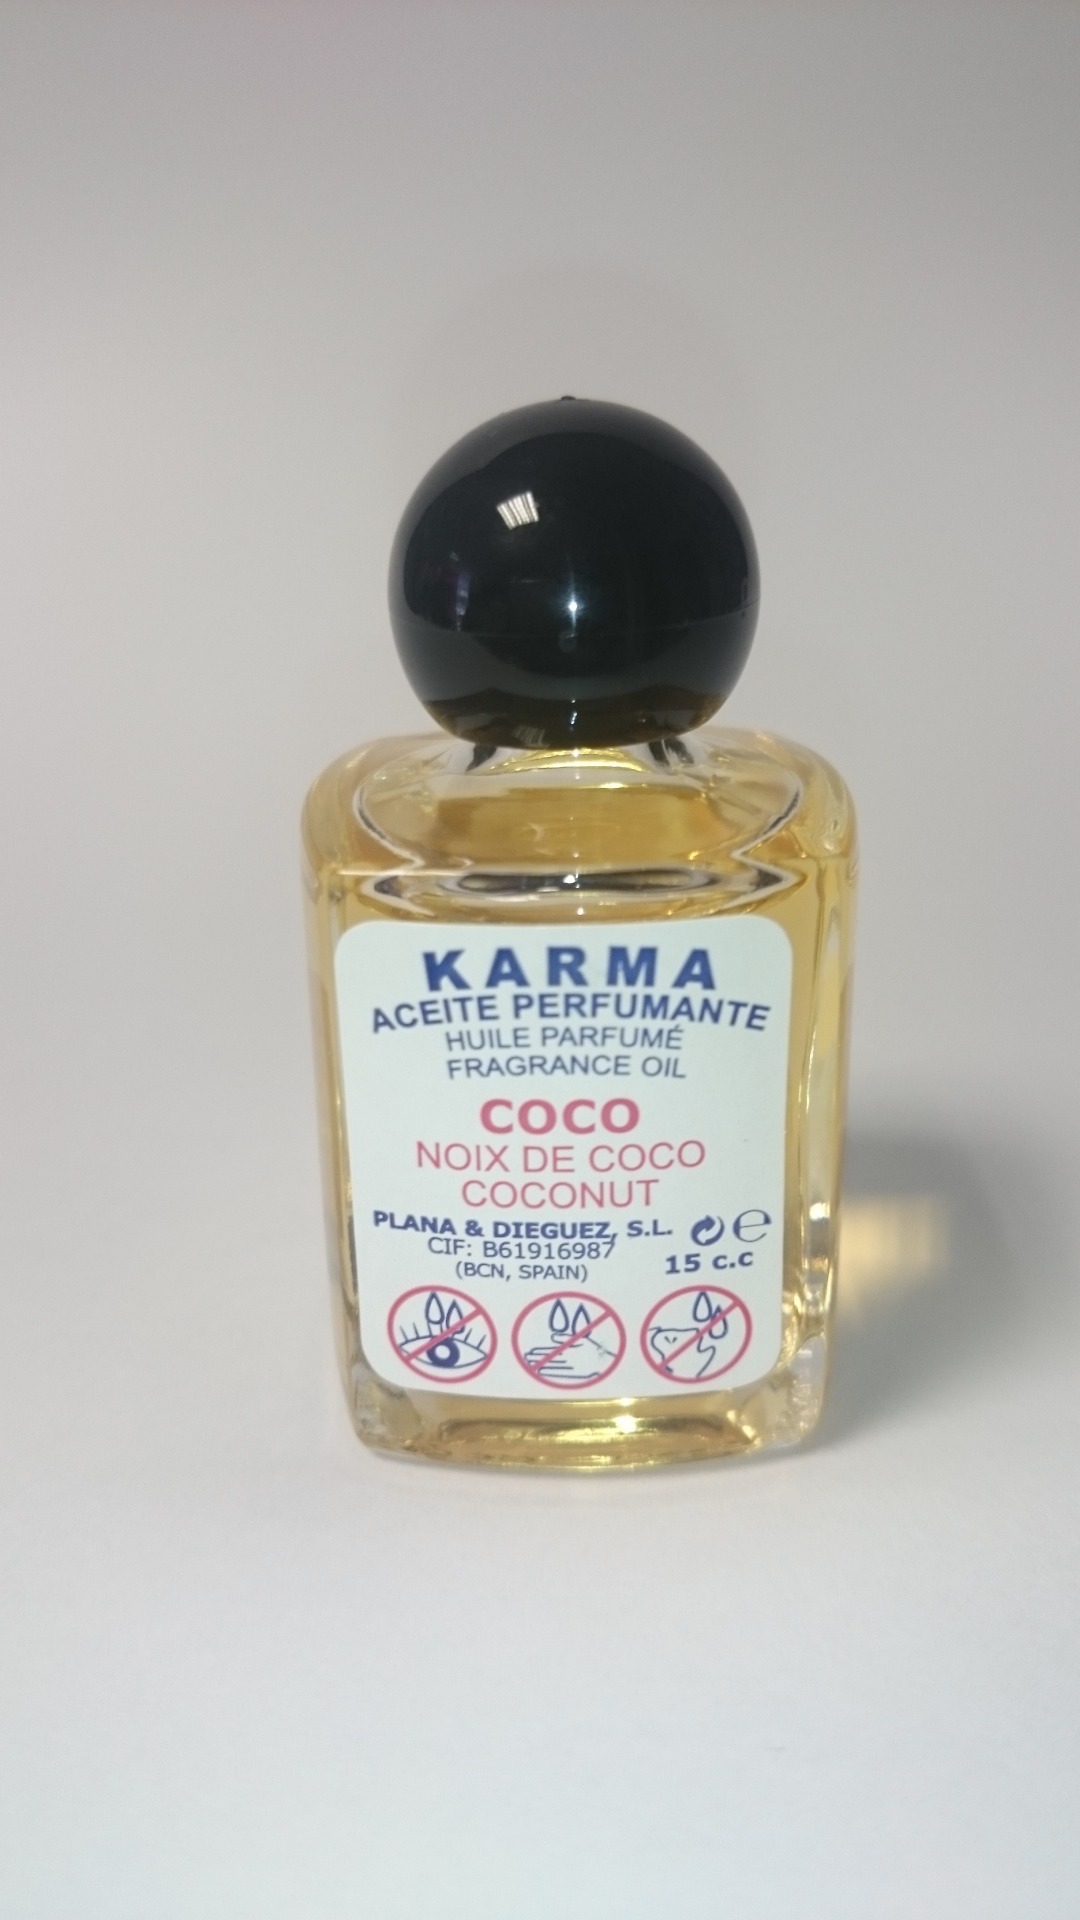 KARMA
ACEITE PERFUMANTE
HUILE PARFUMÉ
FRAGRANCE OIL
COCO
NOIX DE COCO
COCONUT
PLANA & DIEGUEZ, S.L.
CIF: B61916987
(BCN, SPAIN)
℮
15 c.c